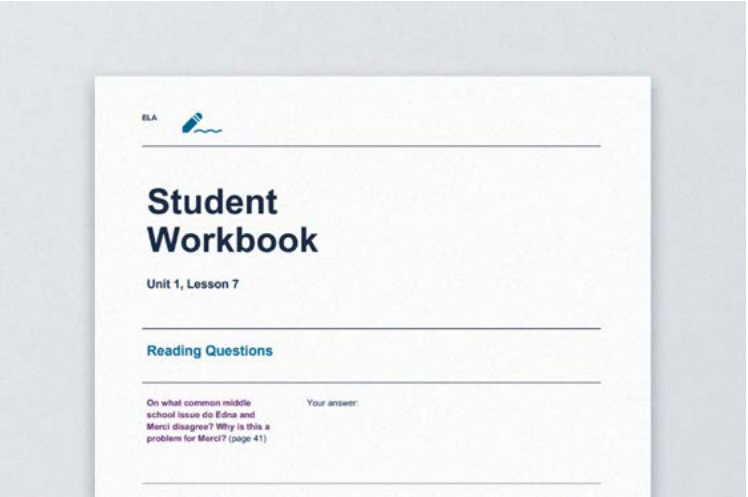 ELA
Student
Workbook
Unit 1, Lesson 7
Reading Questions
On what common middle
school issue do Edna and
Merci disagree? Why is this a
problem for Merci? (page 41)
Your answer: